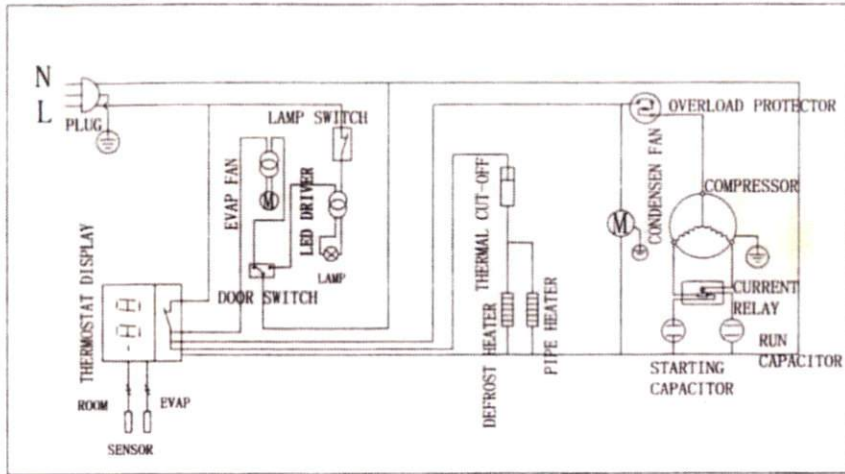 N
L
PLUG
LAMP SWITCH
OVERLOAD PROTECTOR
EVAP FAN
M
LED DRIVER
LAMP
DOOR SWITCH
THERMAL CUT-OFF
CONDENSEN FAN
M
COMPRESSOR
THERMOSTAT DISPLAY
CURRENT
RELAY
DEFROST HEATER
PIPE HEATER
STARTING
CAPACITOR
RUN
CAPACITOR
ROOM
EVAP
SENSOR